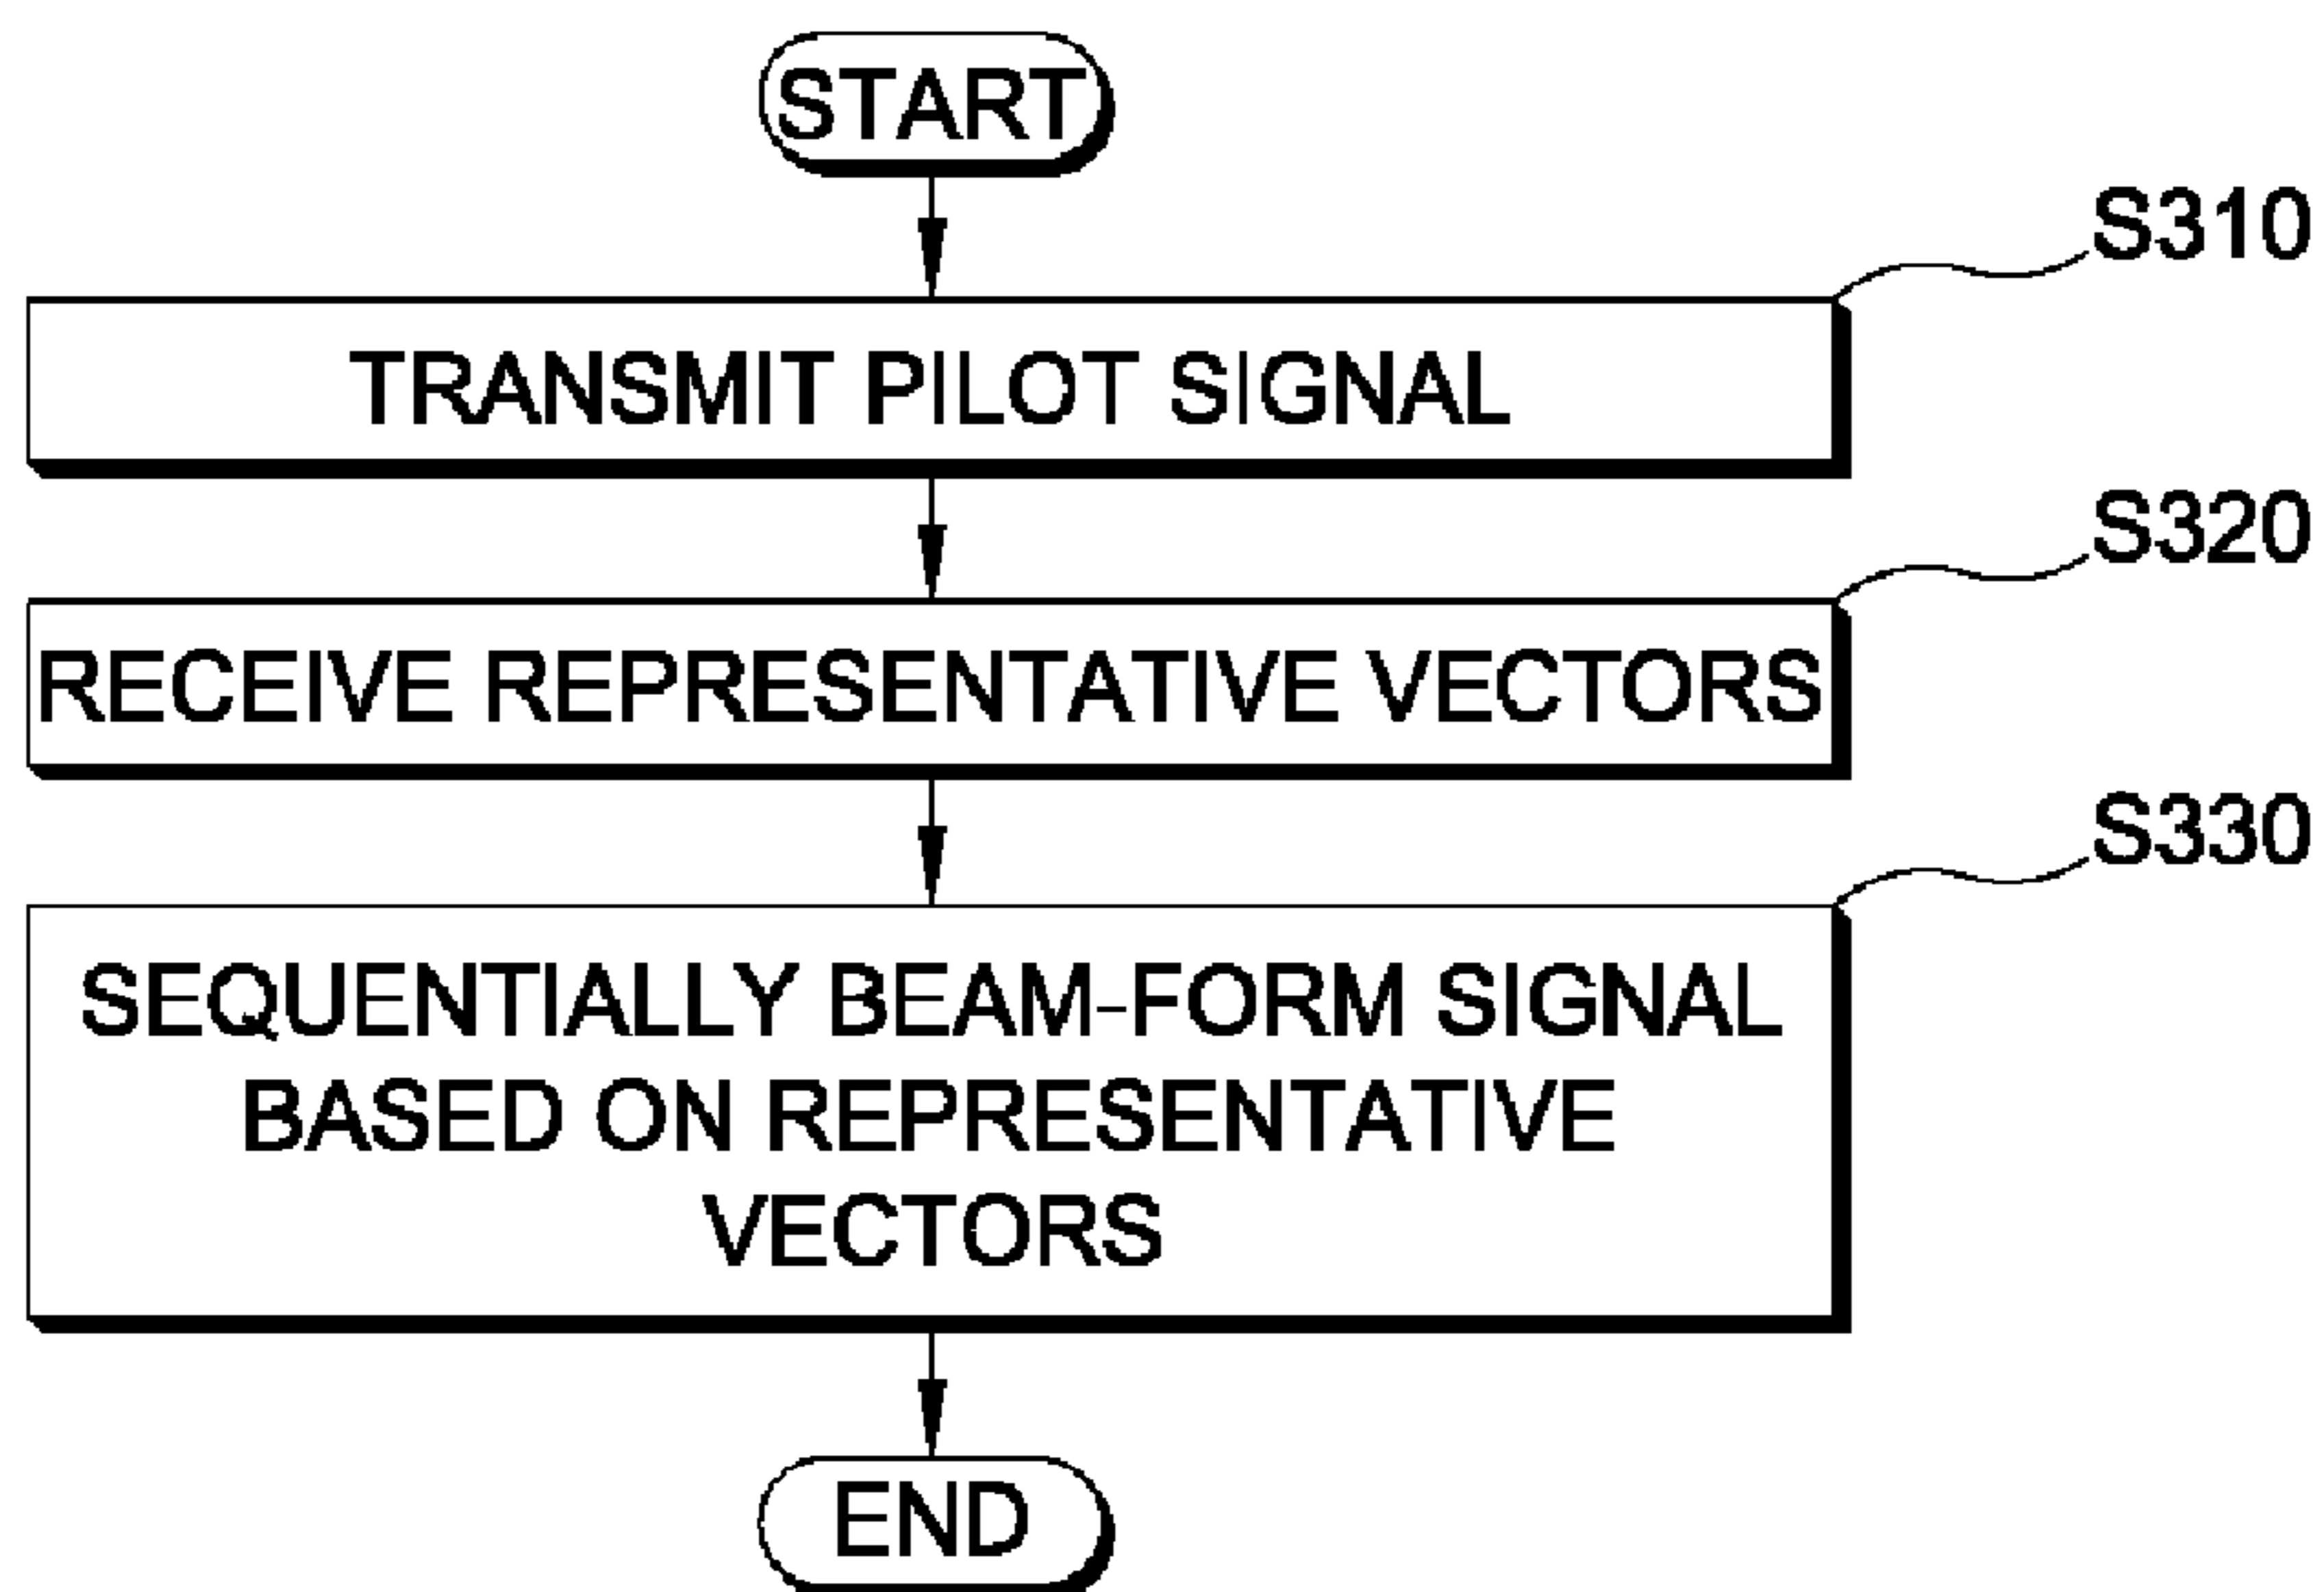 START
S310
TRANSMIT PILOT SIGNAL
S320
RECEIVE REPRESENTATIVE VECTORS
S330
SEQUENTIALLY BEAM-FORM SIGNAL
BASED ON REPRESENTATIVE
VECTORS
END